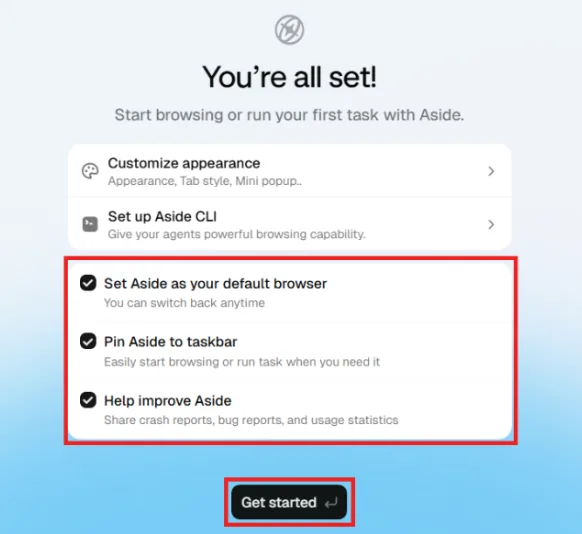 You're all set!
Start browsing or run your first task with Aside.
Customize appearance
Appearance, Tab style, Mini popup..
Set up Aside CLI
Give your agents powerful browsing capability.
Set Aside as your default browser
You can switch back anytime
Pin Aside to taskbar
Easily start browsing or run task when you need it
Help improve Aside
Share crash reports, bug reports, and usage statistics
Get started